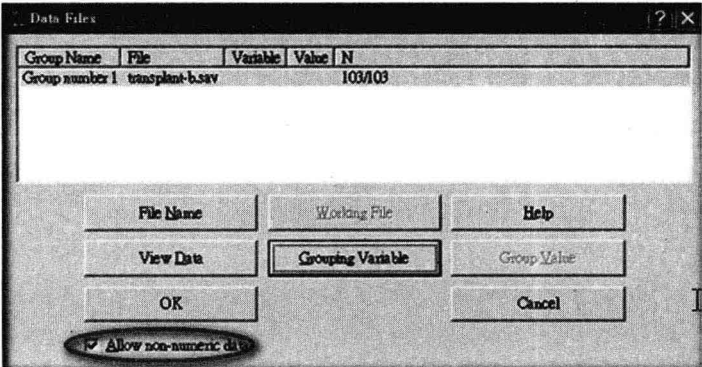 Data Files
Group Name File Variable Value N
Group number 1 transplant-b.sav 103/103
File Name Working File Help
View Data Grouping Variable Group Value
OK Cancel
Allow non-numeric data